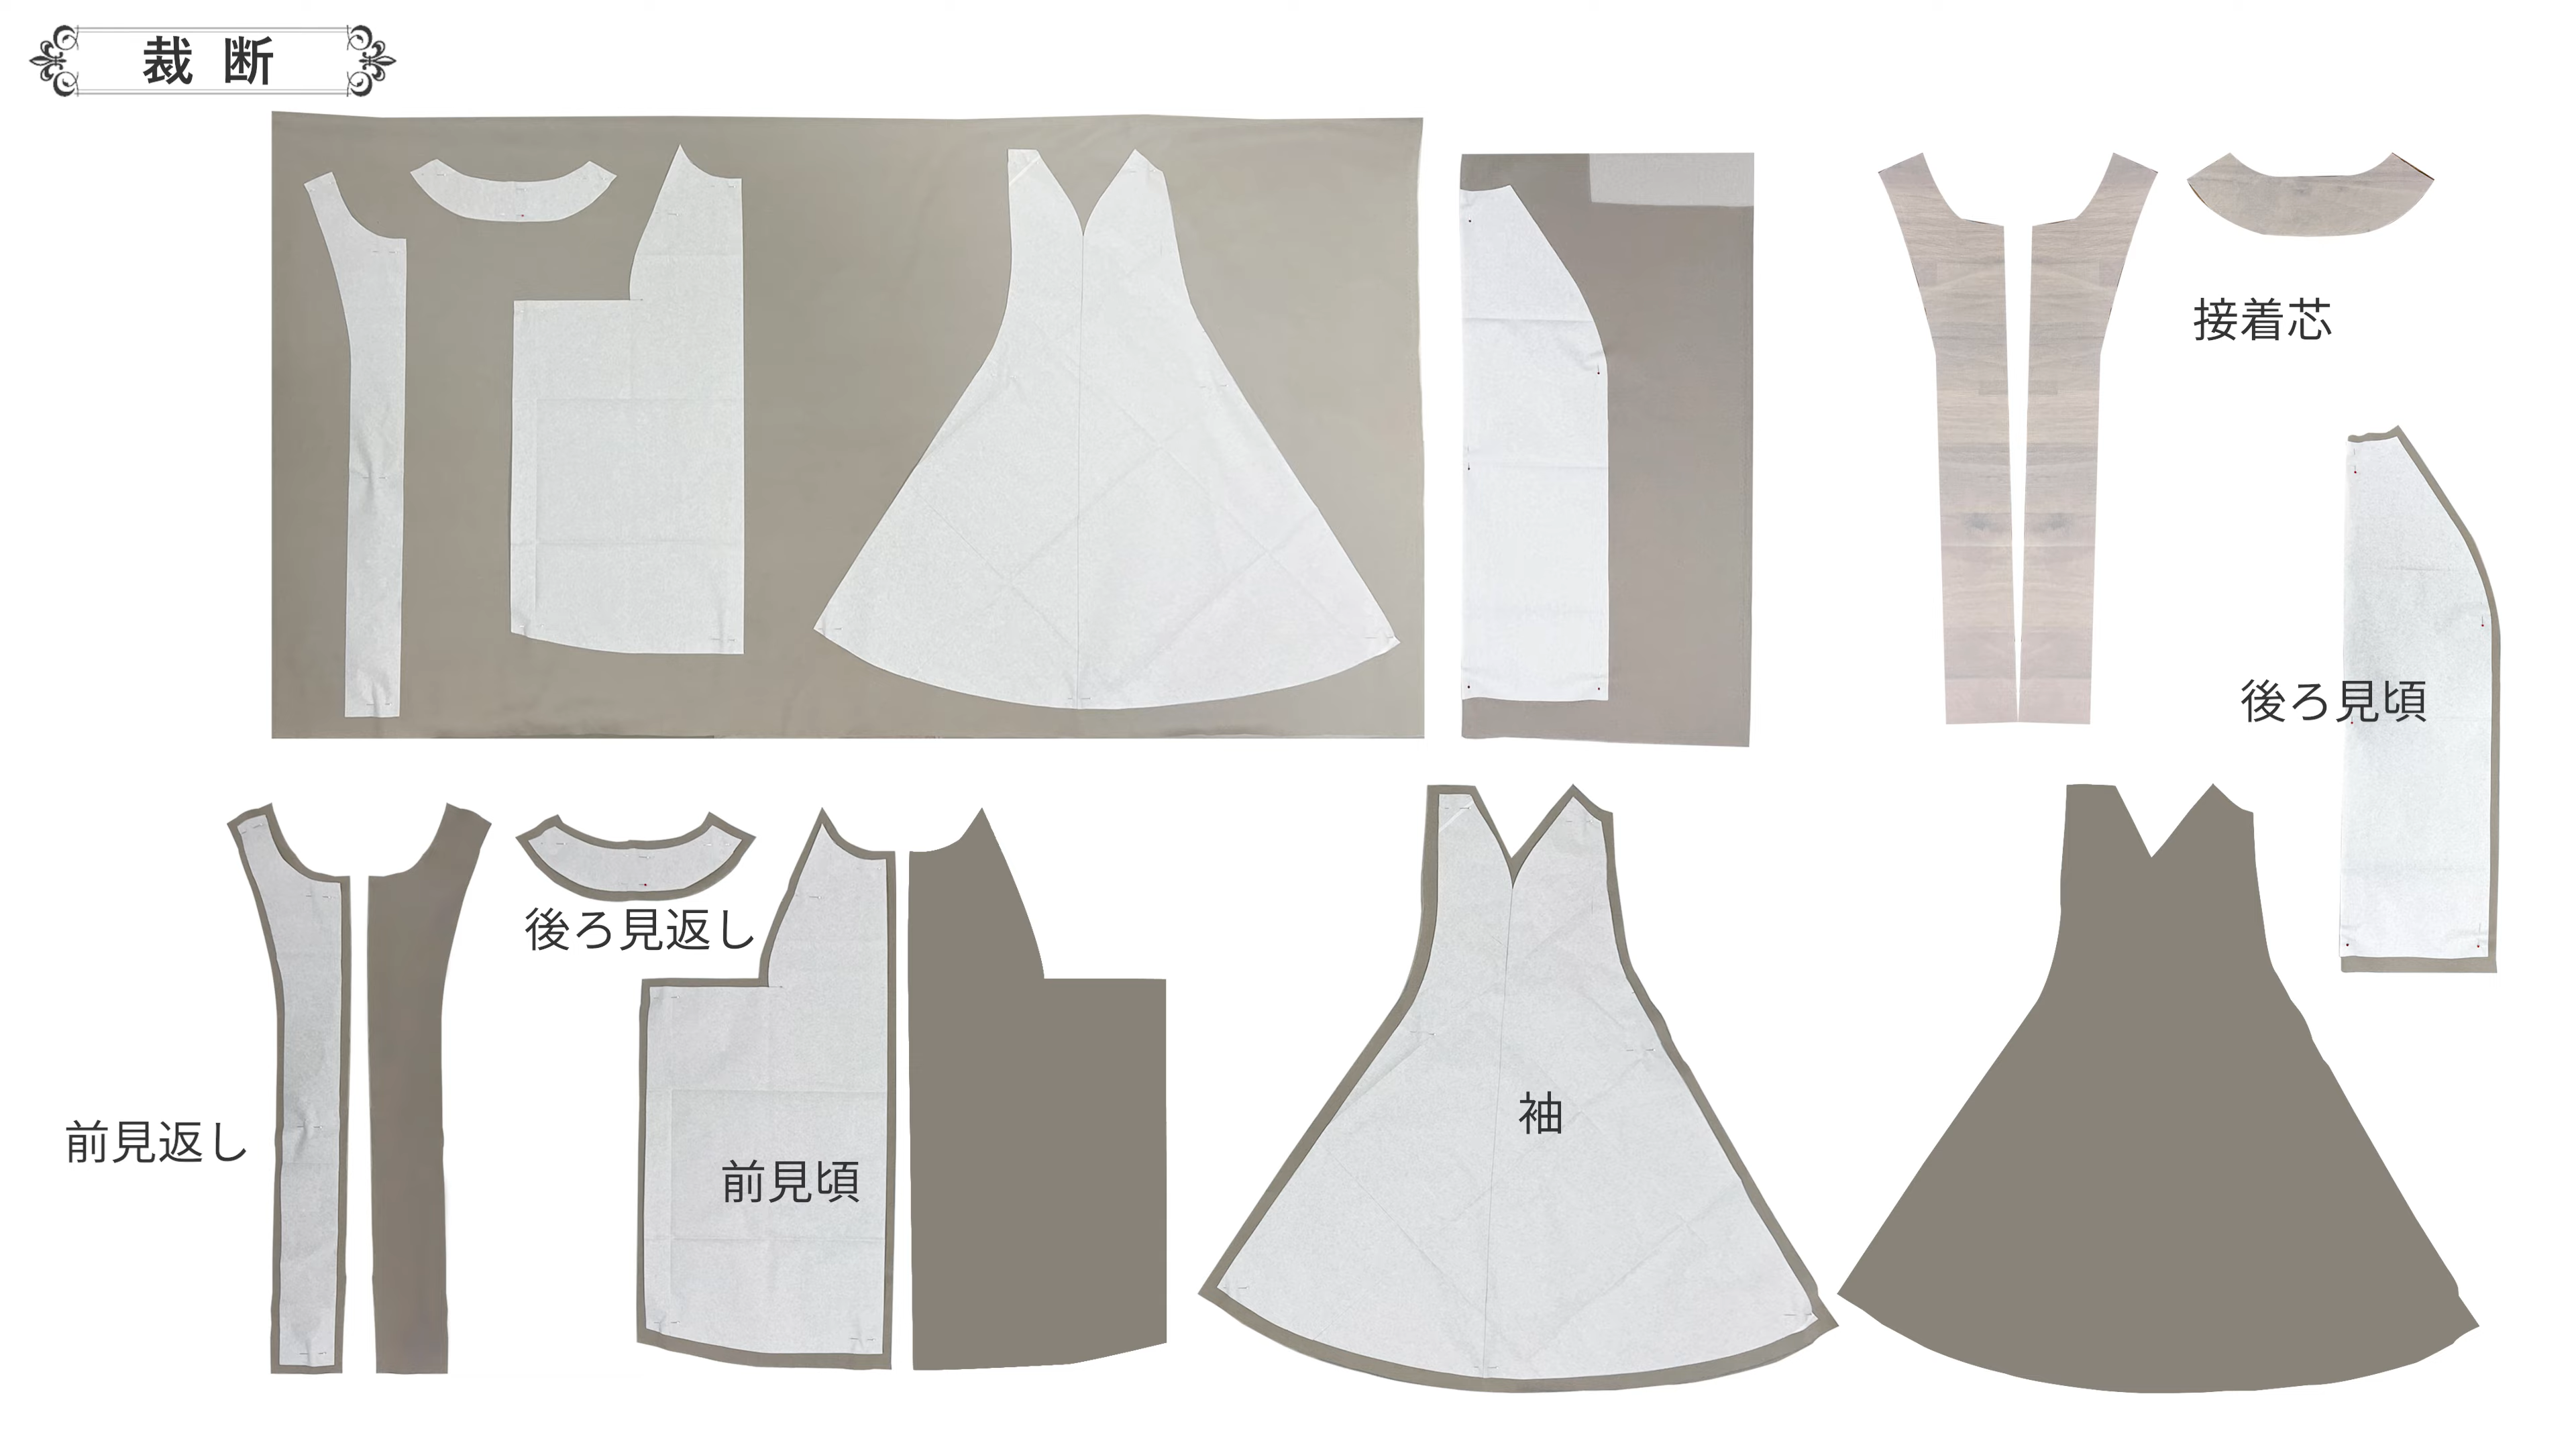 裁断
接着芯
後ろ見頃
後ろ見返し
前見返し
前見頃
袖